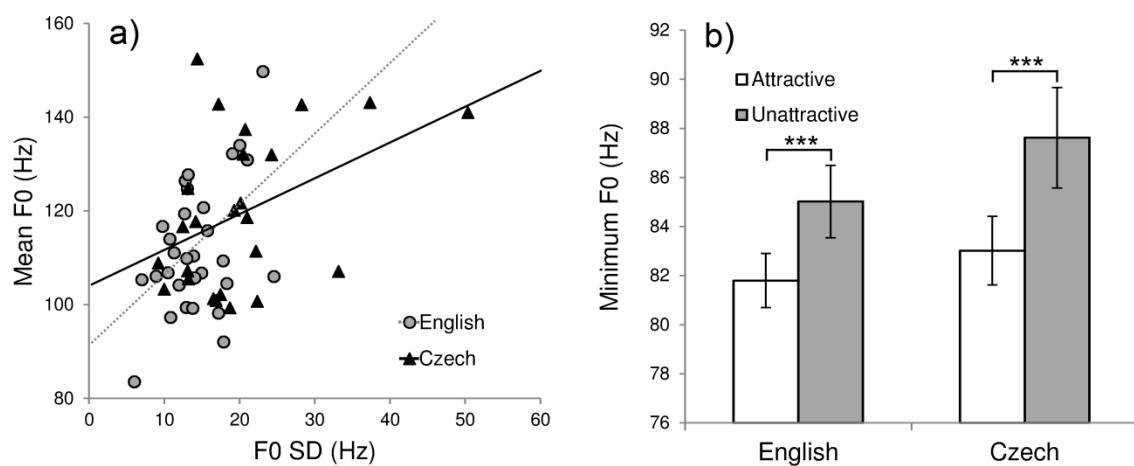 a)
160
140
120
100
80
Mean F0 (Hz)
0 10 20 30 40 50 60
F0 SD (Hz)
English
Czech
b)
92
90
88
86
84
82
80
78
76
Minimum F0 (Hz)
Attractive
Unattractive
***
***
English Czech